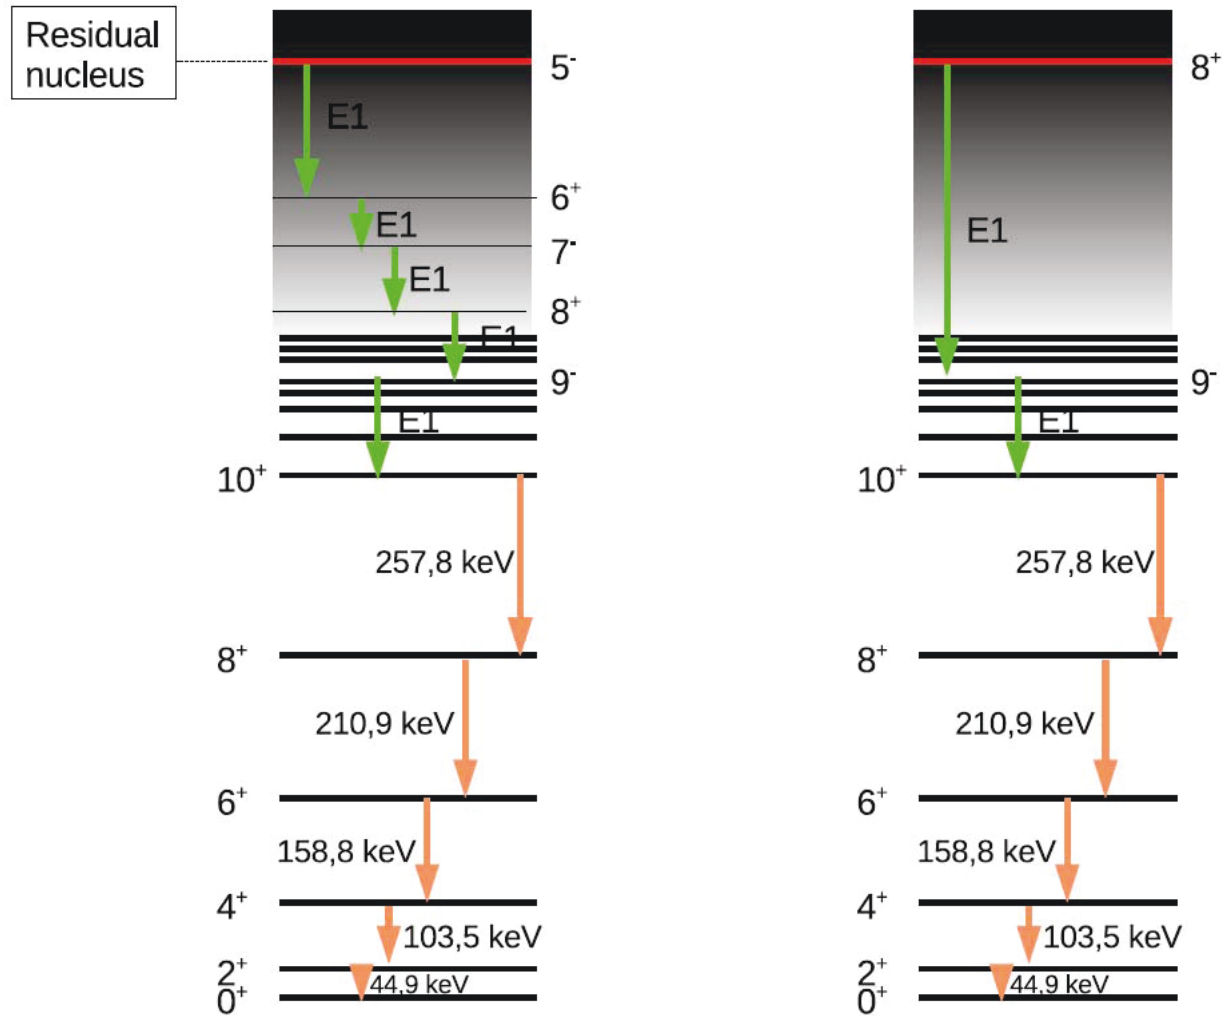 Residual
nucleus
5⁻
E1
6⁺
E1
7⁻
E1
8⁺
E1
9⁻
E1
10⁺
257,8 keV
8⁺
210,9 keV
6⁺
158,8 keV
4⁺
103,5 keV
2⁺
44,9 keV
0⁺
8⁺
E1
9⁻
E1
10⁺
257,8 keV
8⁺
210,9 keV
6⁺
158,8 keV
4⁺
103,5 keV
2⁺
44,9 keV
0⁺